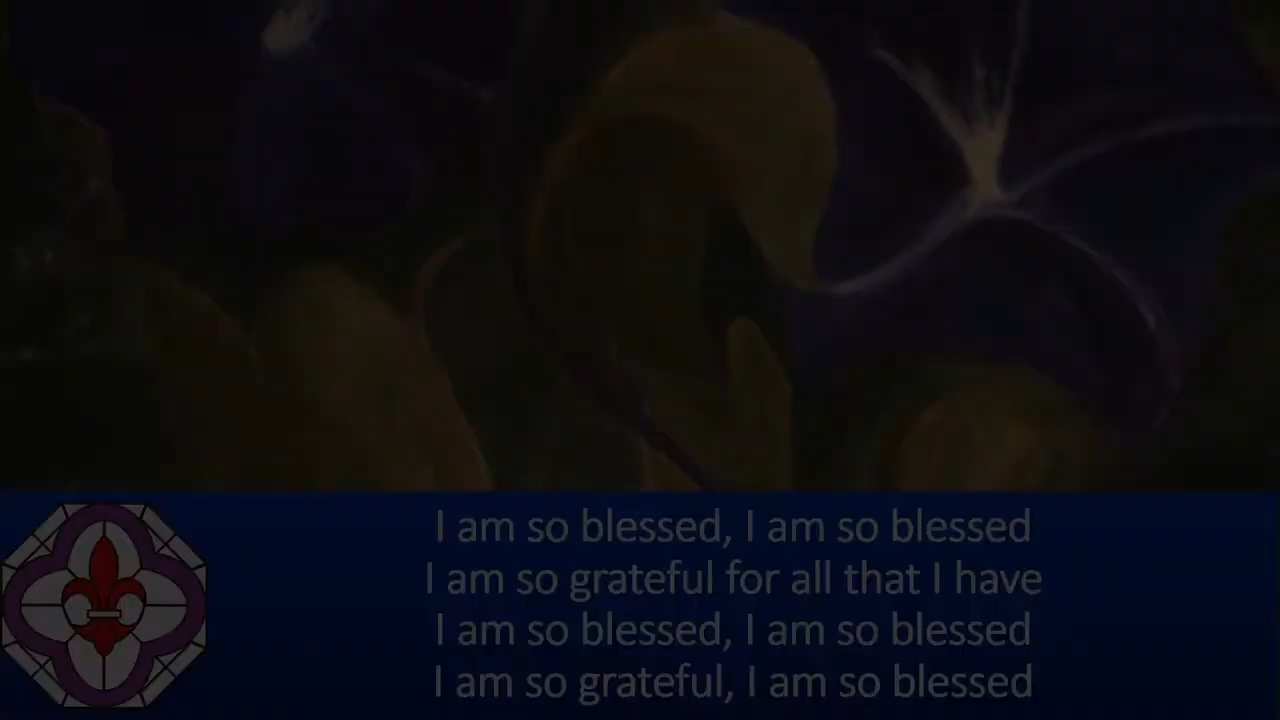 I am so blessed, I am so blessed
I am so grateful for all that I have
I am so blessed, I am so blessed
I am so grateful, I am so blessed